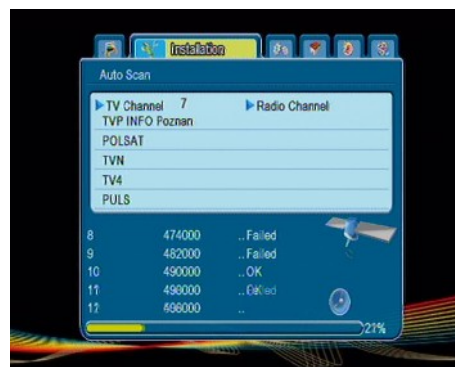 Installation
Auto Scan
TV Channel 7 Radio Channel
TVP INFO Poznan
POLSAT
TVN
TV4
PULS
8 474000 ..Failed
9 482000 ..Failed
10 490000 ..OK
11 498000
12 ..
21%